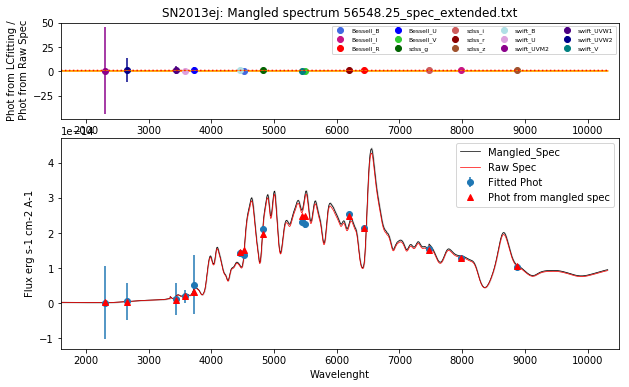 SN2013ej: Mangled spectrum 56548.25_spec_extended.txt
Phot from LCfitting /
Phot from Raw Spec
50
25
0
−25
Bessell_B Bessell_U sdss_i swift_B swift_UVW1
Bessell_I Bessell_V sdss_r swift_U swift_UVW2
Bessell_R sdss_g sdss_z swift_UVM2 swift_V
2000 3000 4000 5000 6000 7000 8000 9000 10000
1e−14
Mangled_Spec
Raw Spec
Fitted Phot
Phot from mangled spec
Flux erg s-1 cm-2 A-1
4
3
2
1
0
−1
2000 3000 4000 5000 6000 7000 8000 9000 10000
Wavelenght